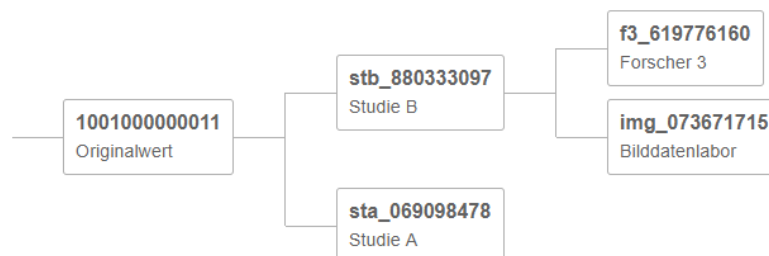 f3_619776160
Forscher 3
stb_880333097
Studie B
1001000000011
Originalwert
img_073671715
Bilddatenlabor
sta_069098478
Studie A